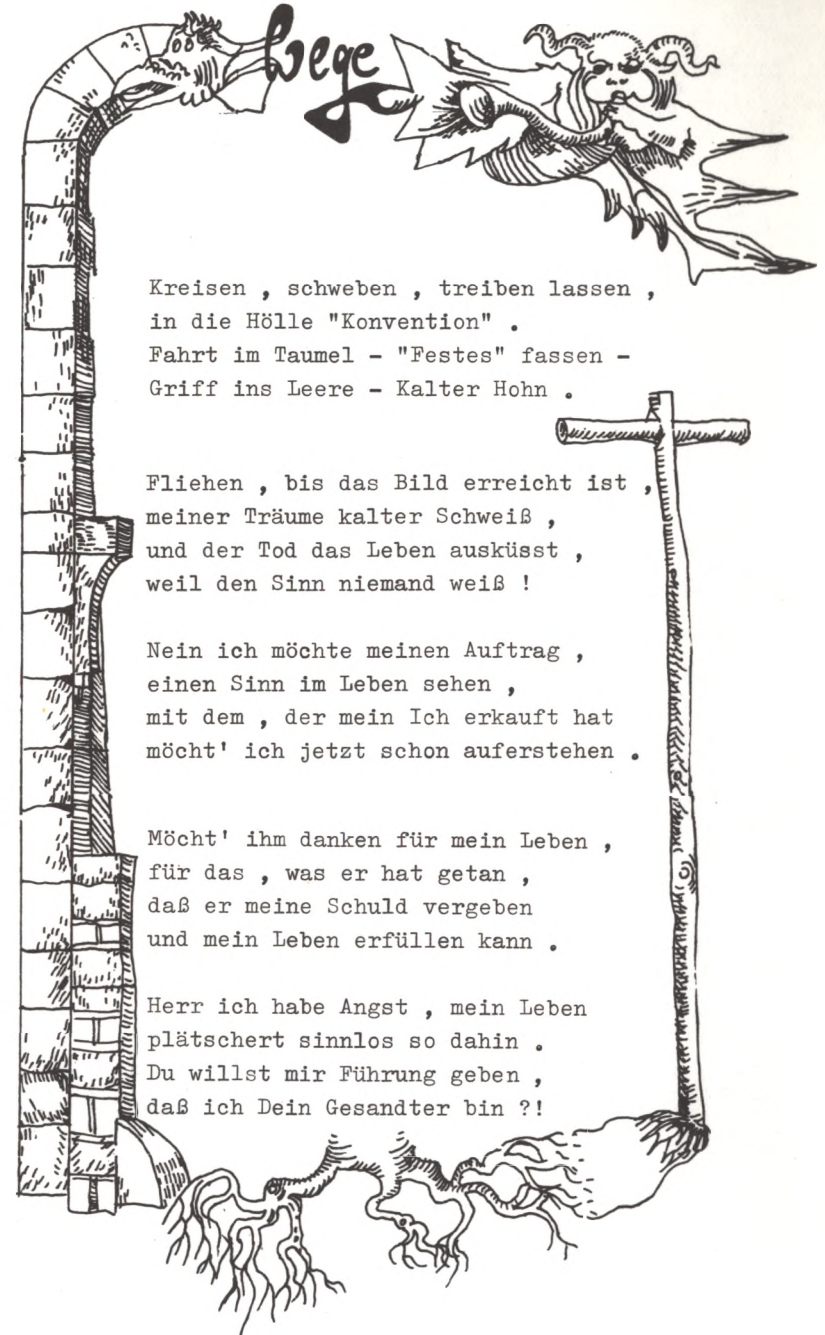 Wege
Kreisen , schweben , treiben lassen ,
in die Hölle "Konvention" .
Fahrt im Taumel - "Festes" fassen -
Griff ins Leere - Kalter Hohn .
Fliehen , bis das Bild erreicht ist ,
meiner Träume kalter Schweiß ,
und der Tod das Leben ausküsst ,
weil den Sinn niemand weiß !
Nein ich möchte meinen Auftrag ,
einen Sinn im Leben sehen ,
mit dem , der mein Ich erkauft hat
möcht' ich jetzt schon auferstehen .
Möcht' ihm danken für mein Leben ,
für das , was er hat getan ,
daß er meine Schuld vergeben
und mein Leben erfüllen kann .
Herr ich habe Angst , mein Leben
plätschert sinnlos so dahin .
Du willst mir Führung geben ,
daß ich Dein Gesandter bin ?!